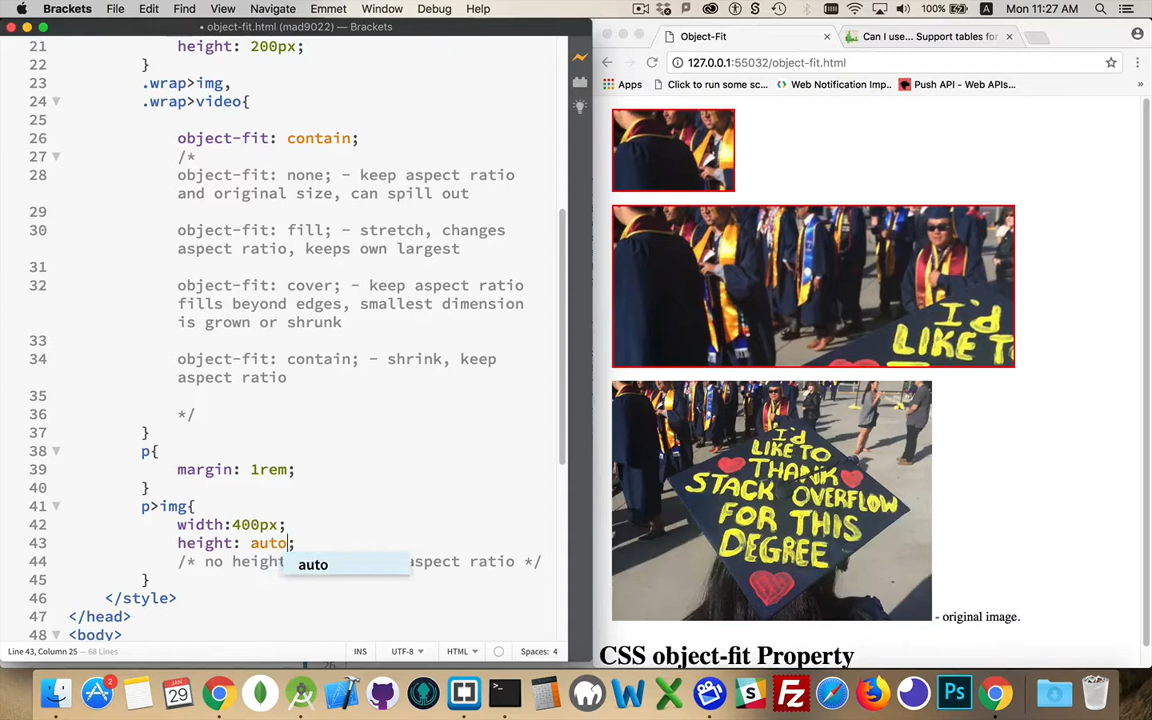 Brackets File Edit Find View Navigate Emmet Window Debug Help 100% A Mon 11:27 AM
• object-fit.html (mad9022) — Brackets
21 height: 200px;
22 }
23 .wrap>img,
24 .wrap>video{
25
26 object-fit: contain;
27 /*
28 object-fit: none; - keep aspect ratio
and original size, can spill out
29
30 object-fit: fill; - stretch, changes
aspect ratio, keeps own largest
31
32 object-fit: cover; - keep aspect ratio
fills beyond edges, smallest dimension
is grown or shrunk
33
34 object-fit: contain; - shrink, keep
aspect ratio
35
36 */
37 }
38 p{
39 margin: 1rem;
40 }
41 p>img{
42 width:400px;
43 height: auto;
auto
44 /* no height aspect ratio */
45 }
46 </style>
47 </head>
48 <body>
Line 43, Column 25 — 68 Lines
INS UTF-8 HTML Spaces: 4
26
Object-Fit
Can I use... Support tables for
127.0.0.1:55032/object-fit.html
Apps Click to run some sc... Web Notification Imp.. Push API - Web APIs... »
I'd
LIKE T
I'd
LIKE TO
THANK
STACK OVERFLOW
FOR THIS
DEGREE
- original image.
CSS object-fit Property
2
JAN
29
W
X
S
FZ
Ps